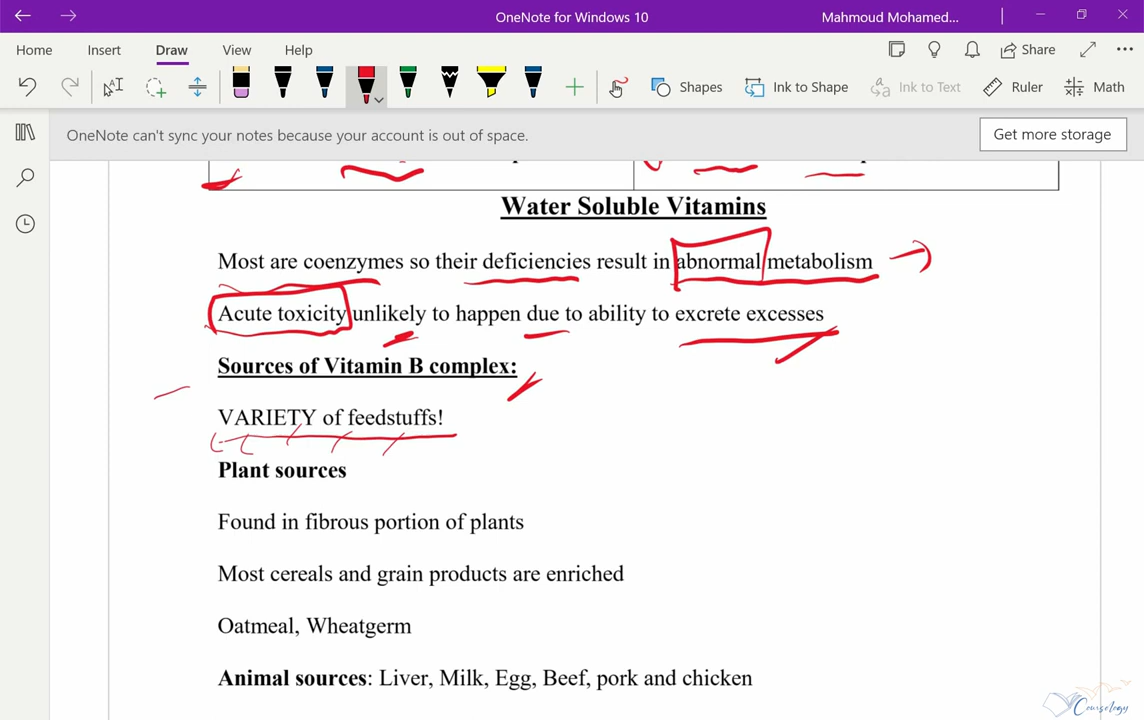 OneNote for Windows 10
Mahmoud Mohamed...
Home Insert Draw View Help
Share
Shapes Ink to Shape Ink to Text Ruler Math
OneNote can't sync your notes because your account is out of space.
Get more storage
Water Soluble Vitamins
Most are coenzymes so their deficiencies result in abnormal metabolism
Acute toxicity unlikely to happen due to ability to excrete excesses
Sources of Vitamin B complex:
VARIETY of feedstuffs!
Plant sources
Found in fibrous portion of plants
Most cereals and grain products are enriched
Oatmeal, Wheatgerm
Animal sources: Liver, Milk, Egg, Beef, pork and chicken
Coursology